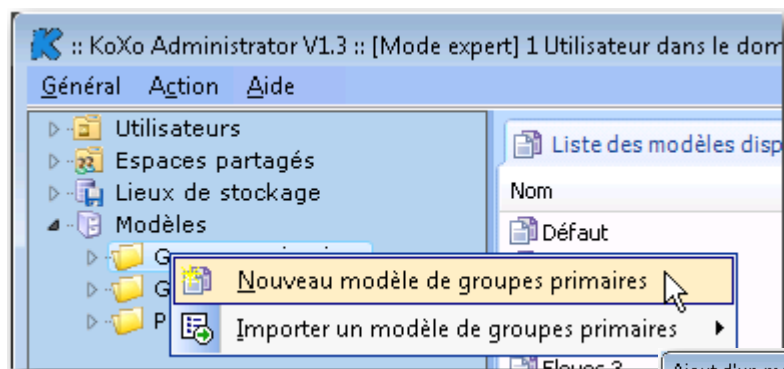 :: KoXo Administrator V1.3 :: [Mode expert] 1 Utilisateur dans le dom
Général Action Aide
Utilisateurs
Espaces partagés
Lieux de stockage
Modèles
Liste des modèles disp
Nom
Défaut
Nouveau modèle de groupes primaires
Importer un modèle de groupes primaires